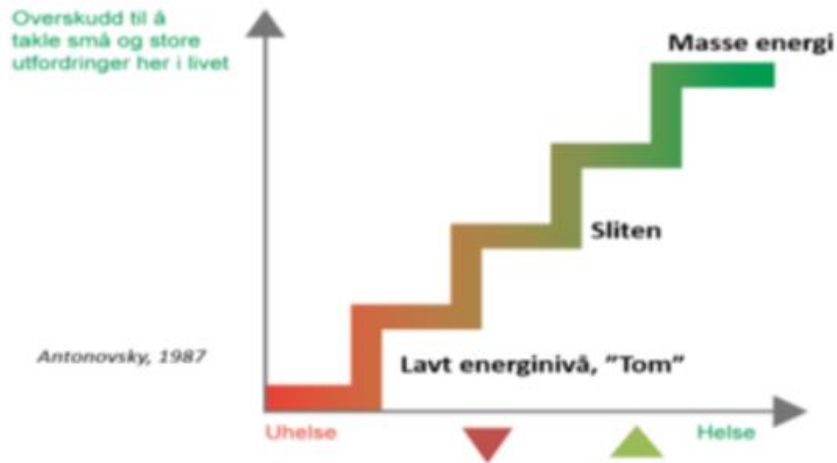 Overskudd til å
takle små og store
utfordringer her i livet
Masse energi
Sliten
Antonovsky, 1987
Lavt energinivå, ”Tom”
Uhelse
Helse